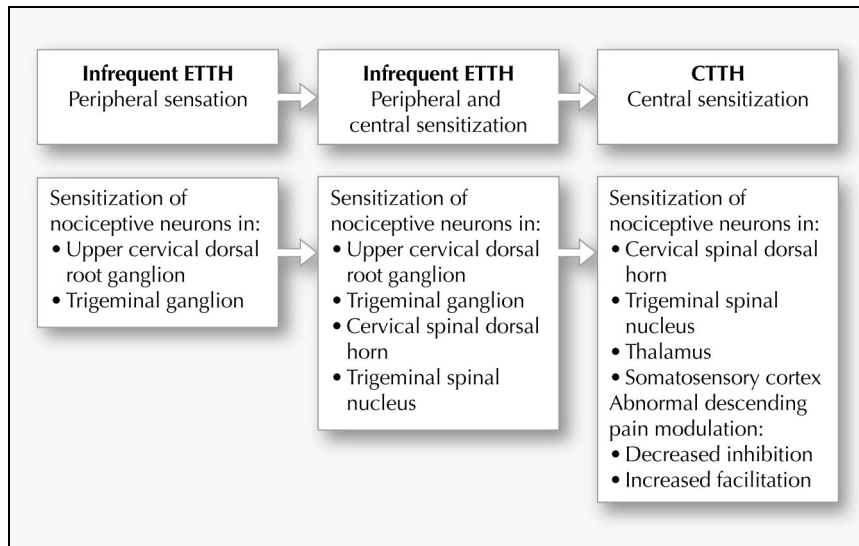 Infrequent ETTH
Peripheral sensation
Infrequent ETTH
Peripheral and
central sensitization
CTTH
Central sensitization
Sensitization of
nociceptive neurons in:
• Upper cervical dorsal
root ganglion
• Trigeminal ganglion
Sensitization of
nociceptive neurons in:
• Upper cervical dorsal
root ganglion
• Trigeminal ganglion
• Cervical spinal dorsal
horn
• Trigeminal spinal
nucleus
Sensitization of
nociceptive neurons in:
• Cervical spinal dorsal
horn
• Trigeminal spinal
nucleus
• Thalamus
• Somatosensory cortex
Abnormal descending
pain modulation:
• Decreased inhibition
• Increased facilitation